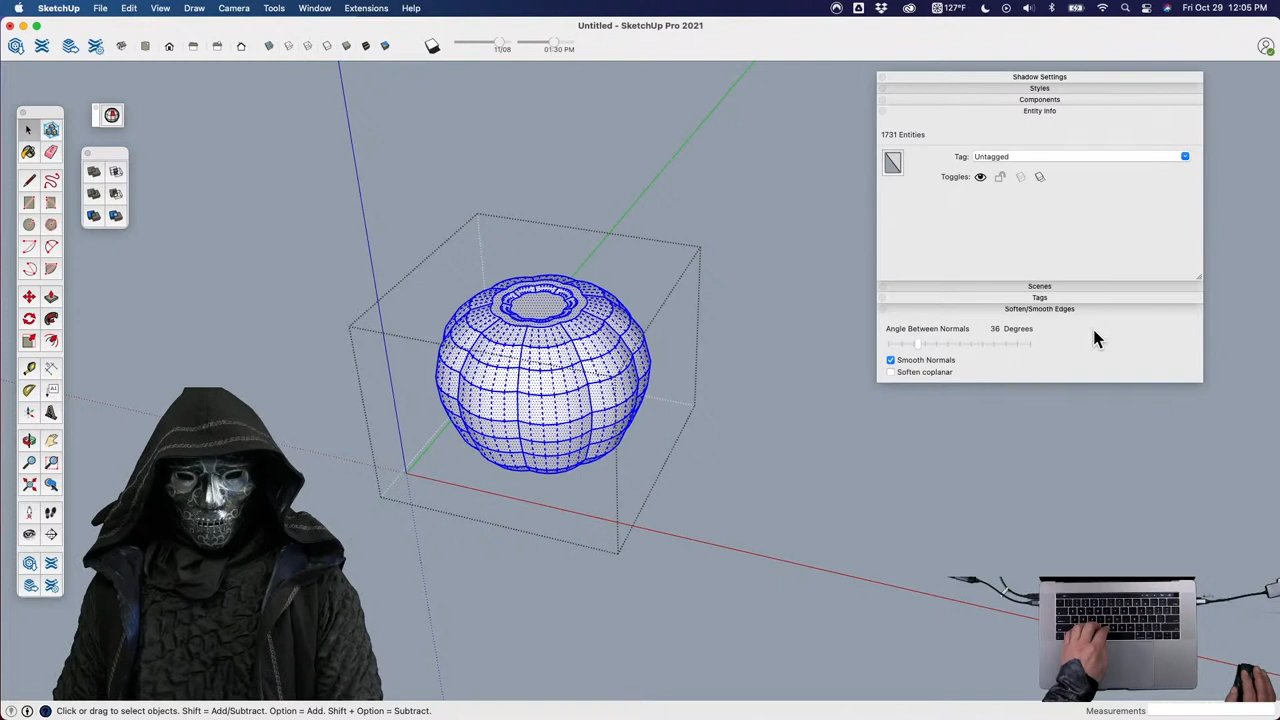 SketchUp File Edit View Draw Camera Tools Window Extensions Help
127°F Fri Oct 29 12:05 PM
Untitled - SketchUp Pro 2021
11/08 01:30 PM
Shadow Settings
Styles
Components
Entity Info
1731 Entities
Tag: Untagged
Toggles:
Scenes
Tags
Soften/Smooth Edges
Angle Between Normals 36 Degrees
Smooth Normals
Soften coplanar
Click or drag to select objects. Shift = Add/Subtract. Option = Add. Shift + Option = Subtract.
Measurements